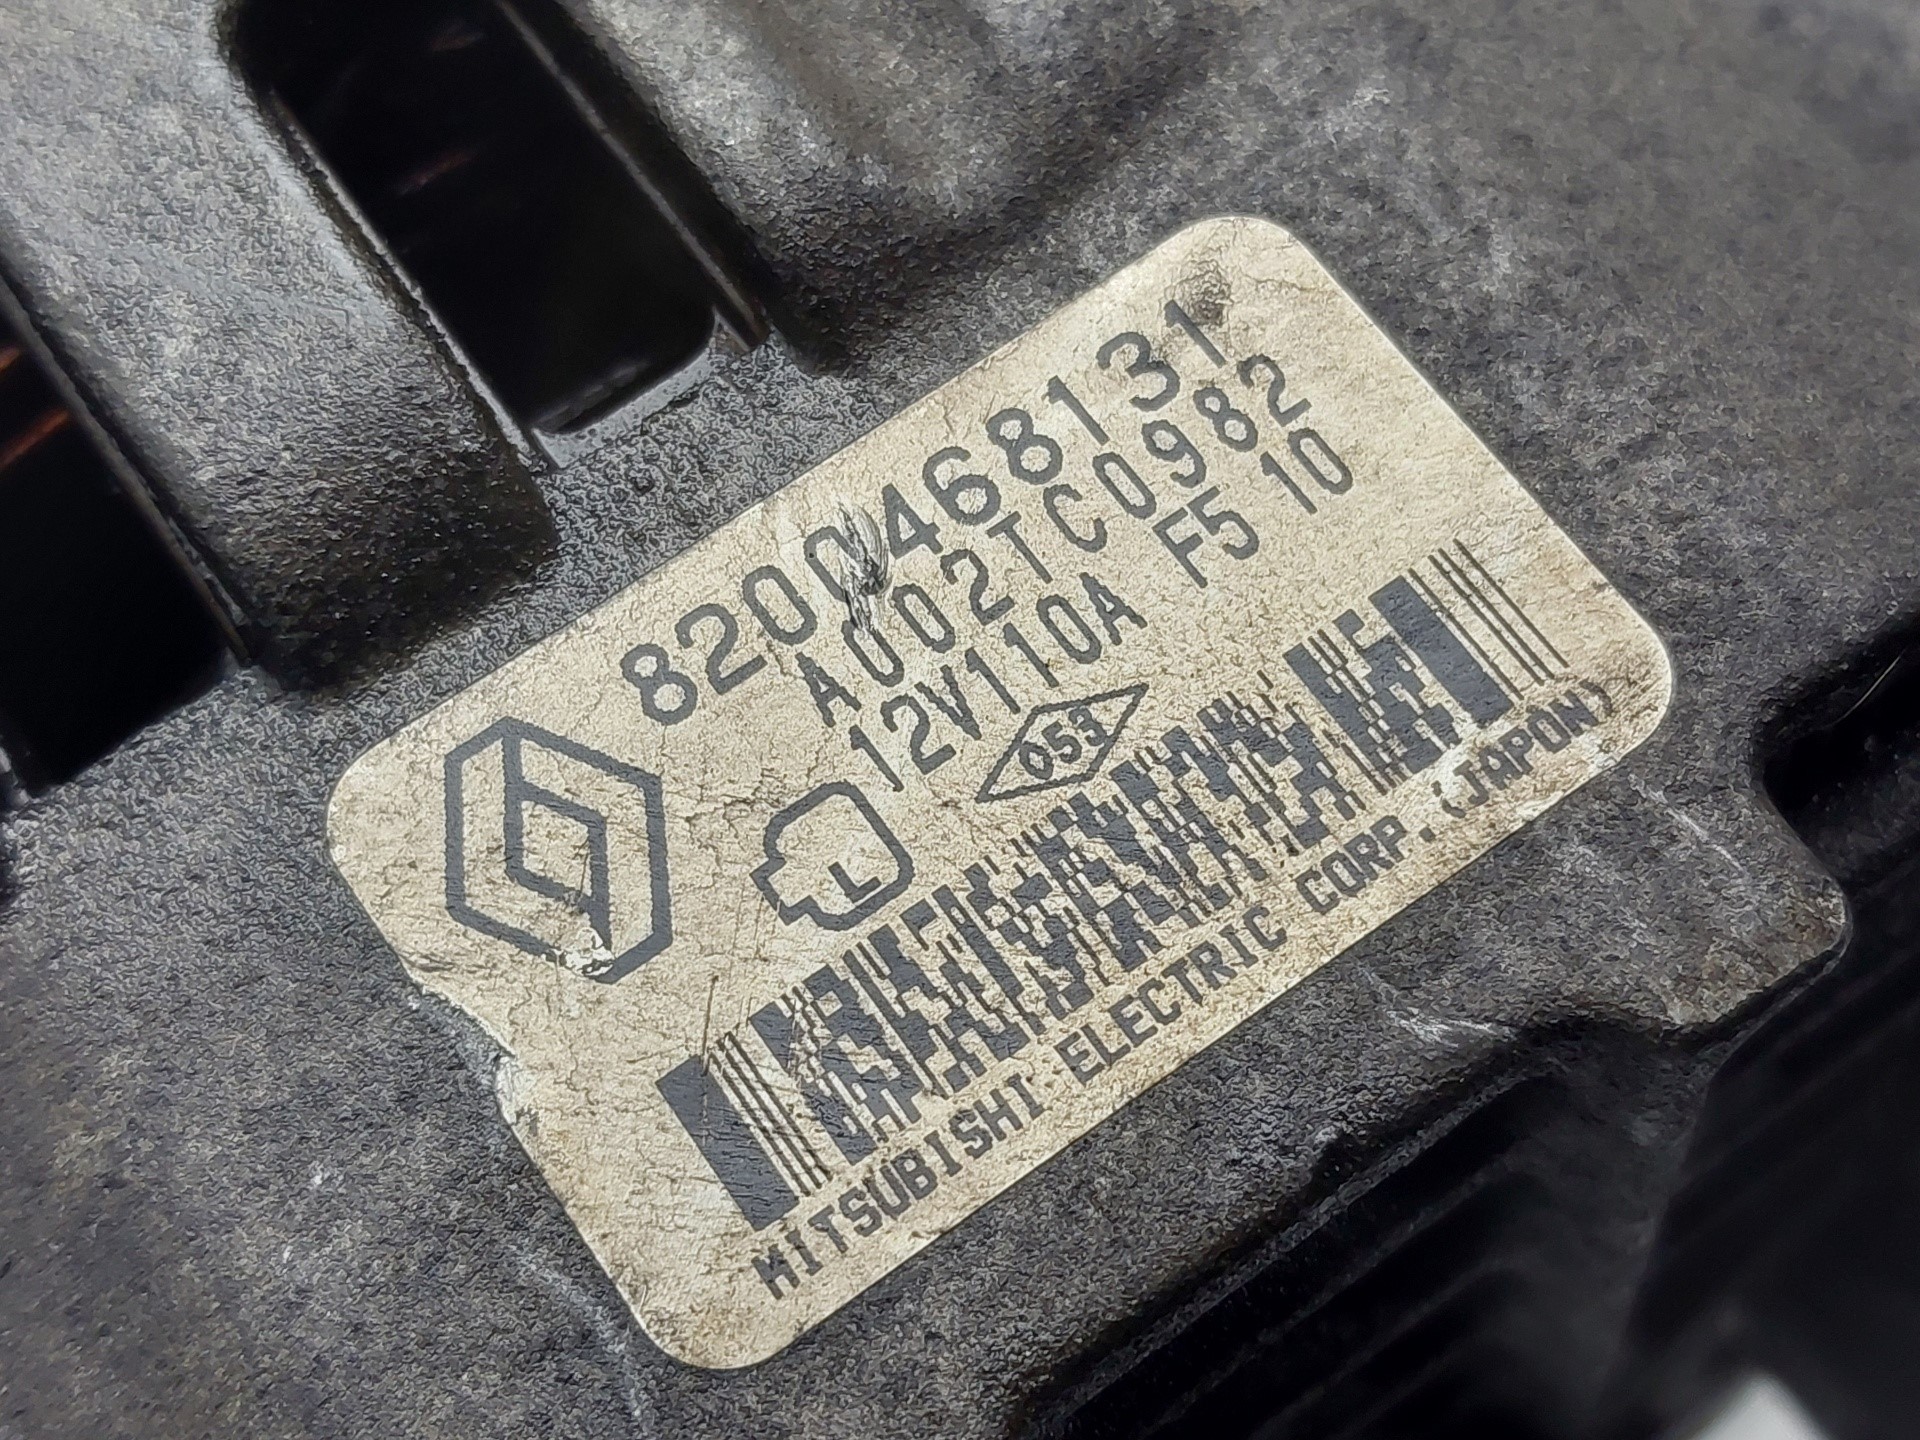 8200468131
A002TC0982
12V110A F5 10
L
053
MITSUBISHI ELECTRIC CORP.(JAPON)